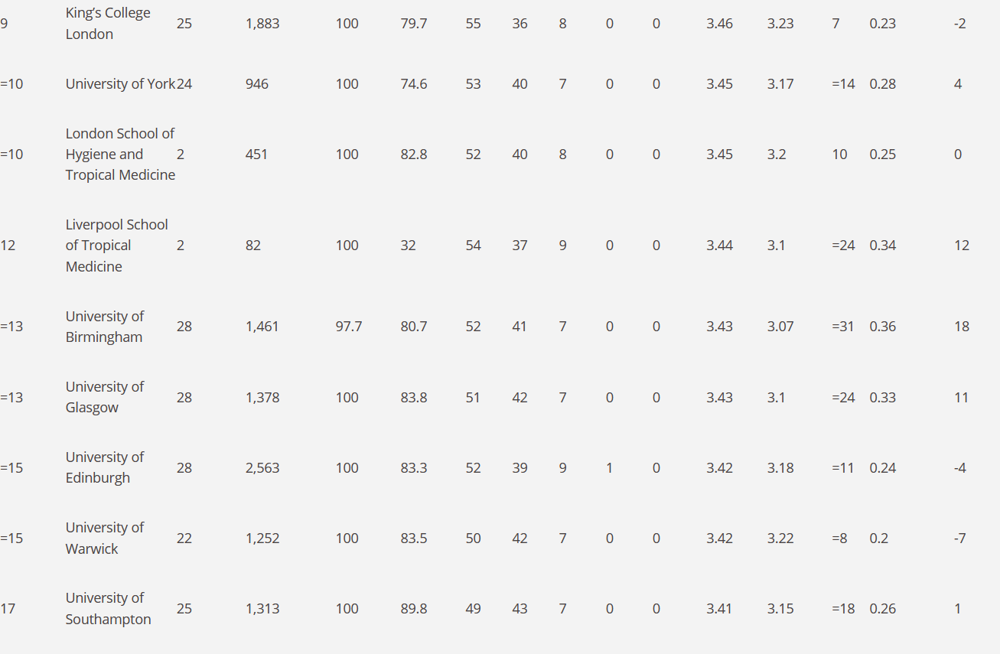 9 King’s College London 25 1,883 100 79.7 55 36 8 0 0 3.46 3.23 7 0.23 -2
=10 University of York 24 946 100 74.6 53 40 7 0 0 3.45 3.17 =14 0.28 4
=10 London School of Hygiene and Tropical Medicine 2 451 100 82.8 52 40 8 0 0 3.45 3.2 10 0.25 0
12 Liverpool School of Tropical Medicine 2 82 100 32 54 37 9 0 0 3.44 3.1 =24 0.34 12
=13 University of Birmingham 28 1,461 97.7 80.7 52 41 7 0 0 3.43 3.07 =31 0.36 18
=13 University of Glasgow 28 1,378 100 83.8 51 42 7 0 0 3.43 3.1 =24 0.33 11
=15 University of Edinburgh 28 2,563 100 83.3 52 39 9 1 0 3.42 3.18 =11 0.24 -4
=15 University of Warwick 22 1,252 100 83.5 50 42 7 0 0 3.42 3.22 =8 0.2 -7
17 University of Southampton 25 1,313 100 89.8 49 43 7 0 0 3.41 3.15 =18 0.26 1